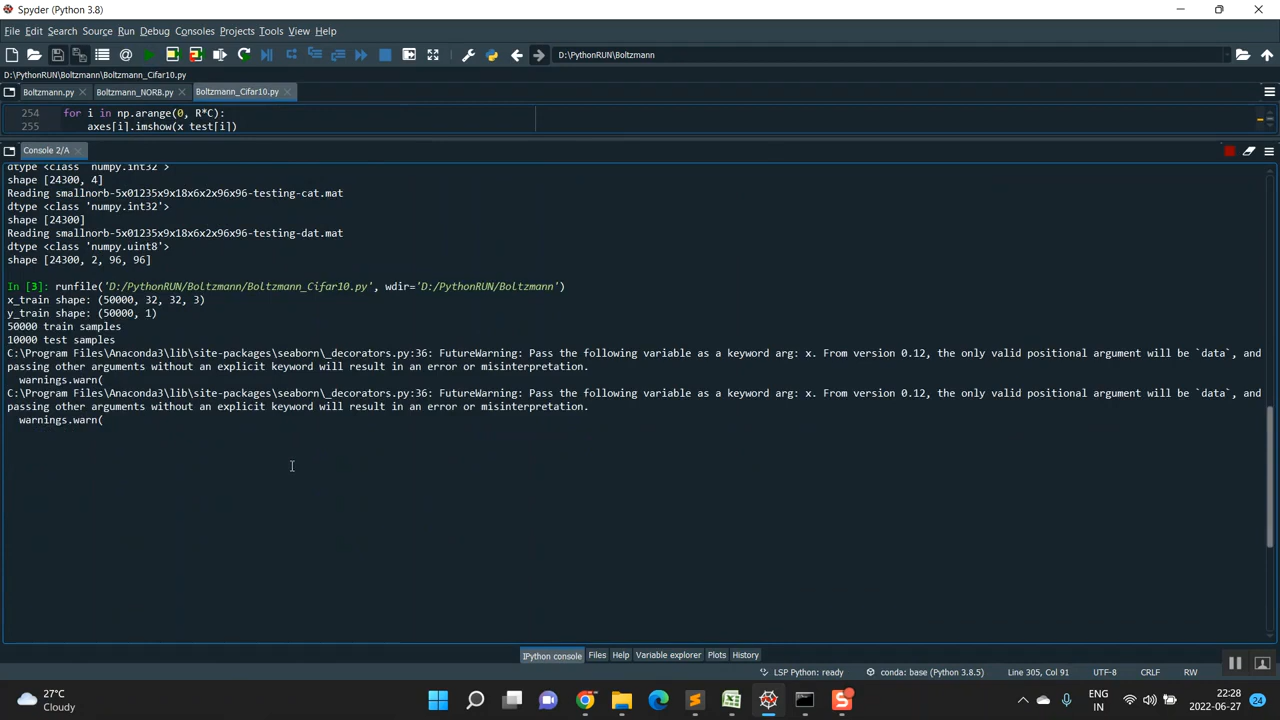 Spyder (Python 3.8)
File Edit Search Source Run Debug Consoles Projects Tools View Help
D:\PythonRUN\Boltzmann
D:\PythonRUN\Boltzmann\Boltzmann_Cifar10.py
Boltzmann.py Boltzmann_NORB.py Boltzmann_Cifar10.py
254 for i in np.arange(0, R*C):
255 axes[i].imshow(x_test[i])
Console 2/A
dtype <class 'numpy.int32'>
shape [24300, 4]
Reading smallnorb-5x01235x9x18x6x2x96x96-testing-cat.mat
dtype <class 'numpy.int32'>
shape [24300]
Reading smallnorb-5x01235x9x18x6x2x96x96-testing-dat.mat
dtype <class 'numpy.uint8'>
shape [24300, 2, 96, 96]
In [3]: runfile('D:/PythonRUN/Boltzmann/Boltzmann_Cifar10.py', wdir='D:/PythonRUN/Boltzmann')
x_train shape: (50000, 32, 32, 3)
y_train shape: (50000, 1)
50000 train samples
10000 test samples
C:\Program Files\Anaconda3\lib\site-packages\seaborn\_decorators.py:36: FutureWarning: Pass the following variable as a keyword arg: x. From version 0.12, the only valid positional argument will be `data`, and
passing other arguments without an explicit keyword will result in an error or misinterpretation.
warnings.warn(
C:\Program Files\Anaconda3\lib\site-packages\seaborn\_decorators.py:36: FutureWarning: Pass the following variable as a keyword arg: x. From version 0.12, the only valid positional argument will be `data`, and
passing other arguments without an explicit keyword will result in an error or misinterpretation.
warnings.warn(
IPython console Files Help Variable explorer Plots History
LSP Python: ready conda: base (Python 3.8.5) Line 305, Col 91 UTF-8 CRLF RW
27°C
Cloudy
ENG
IN
22:28
2022-06-27
24